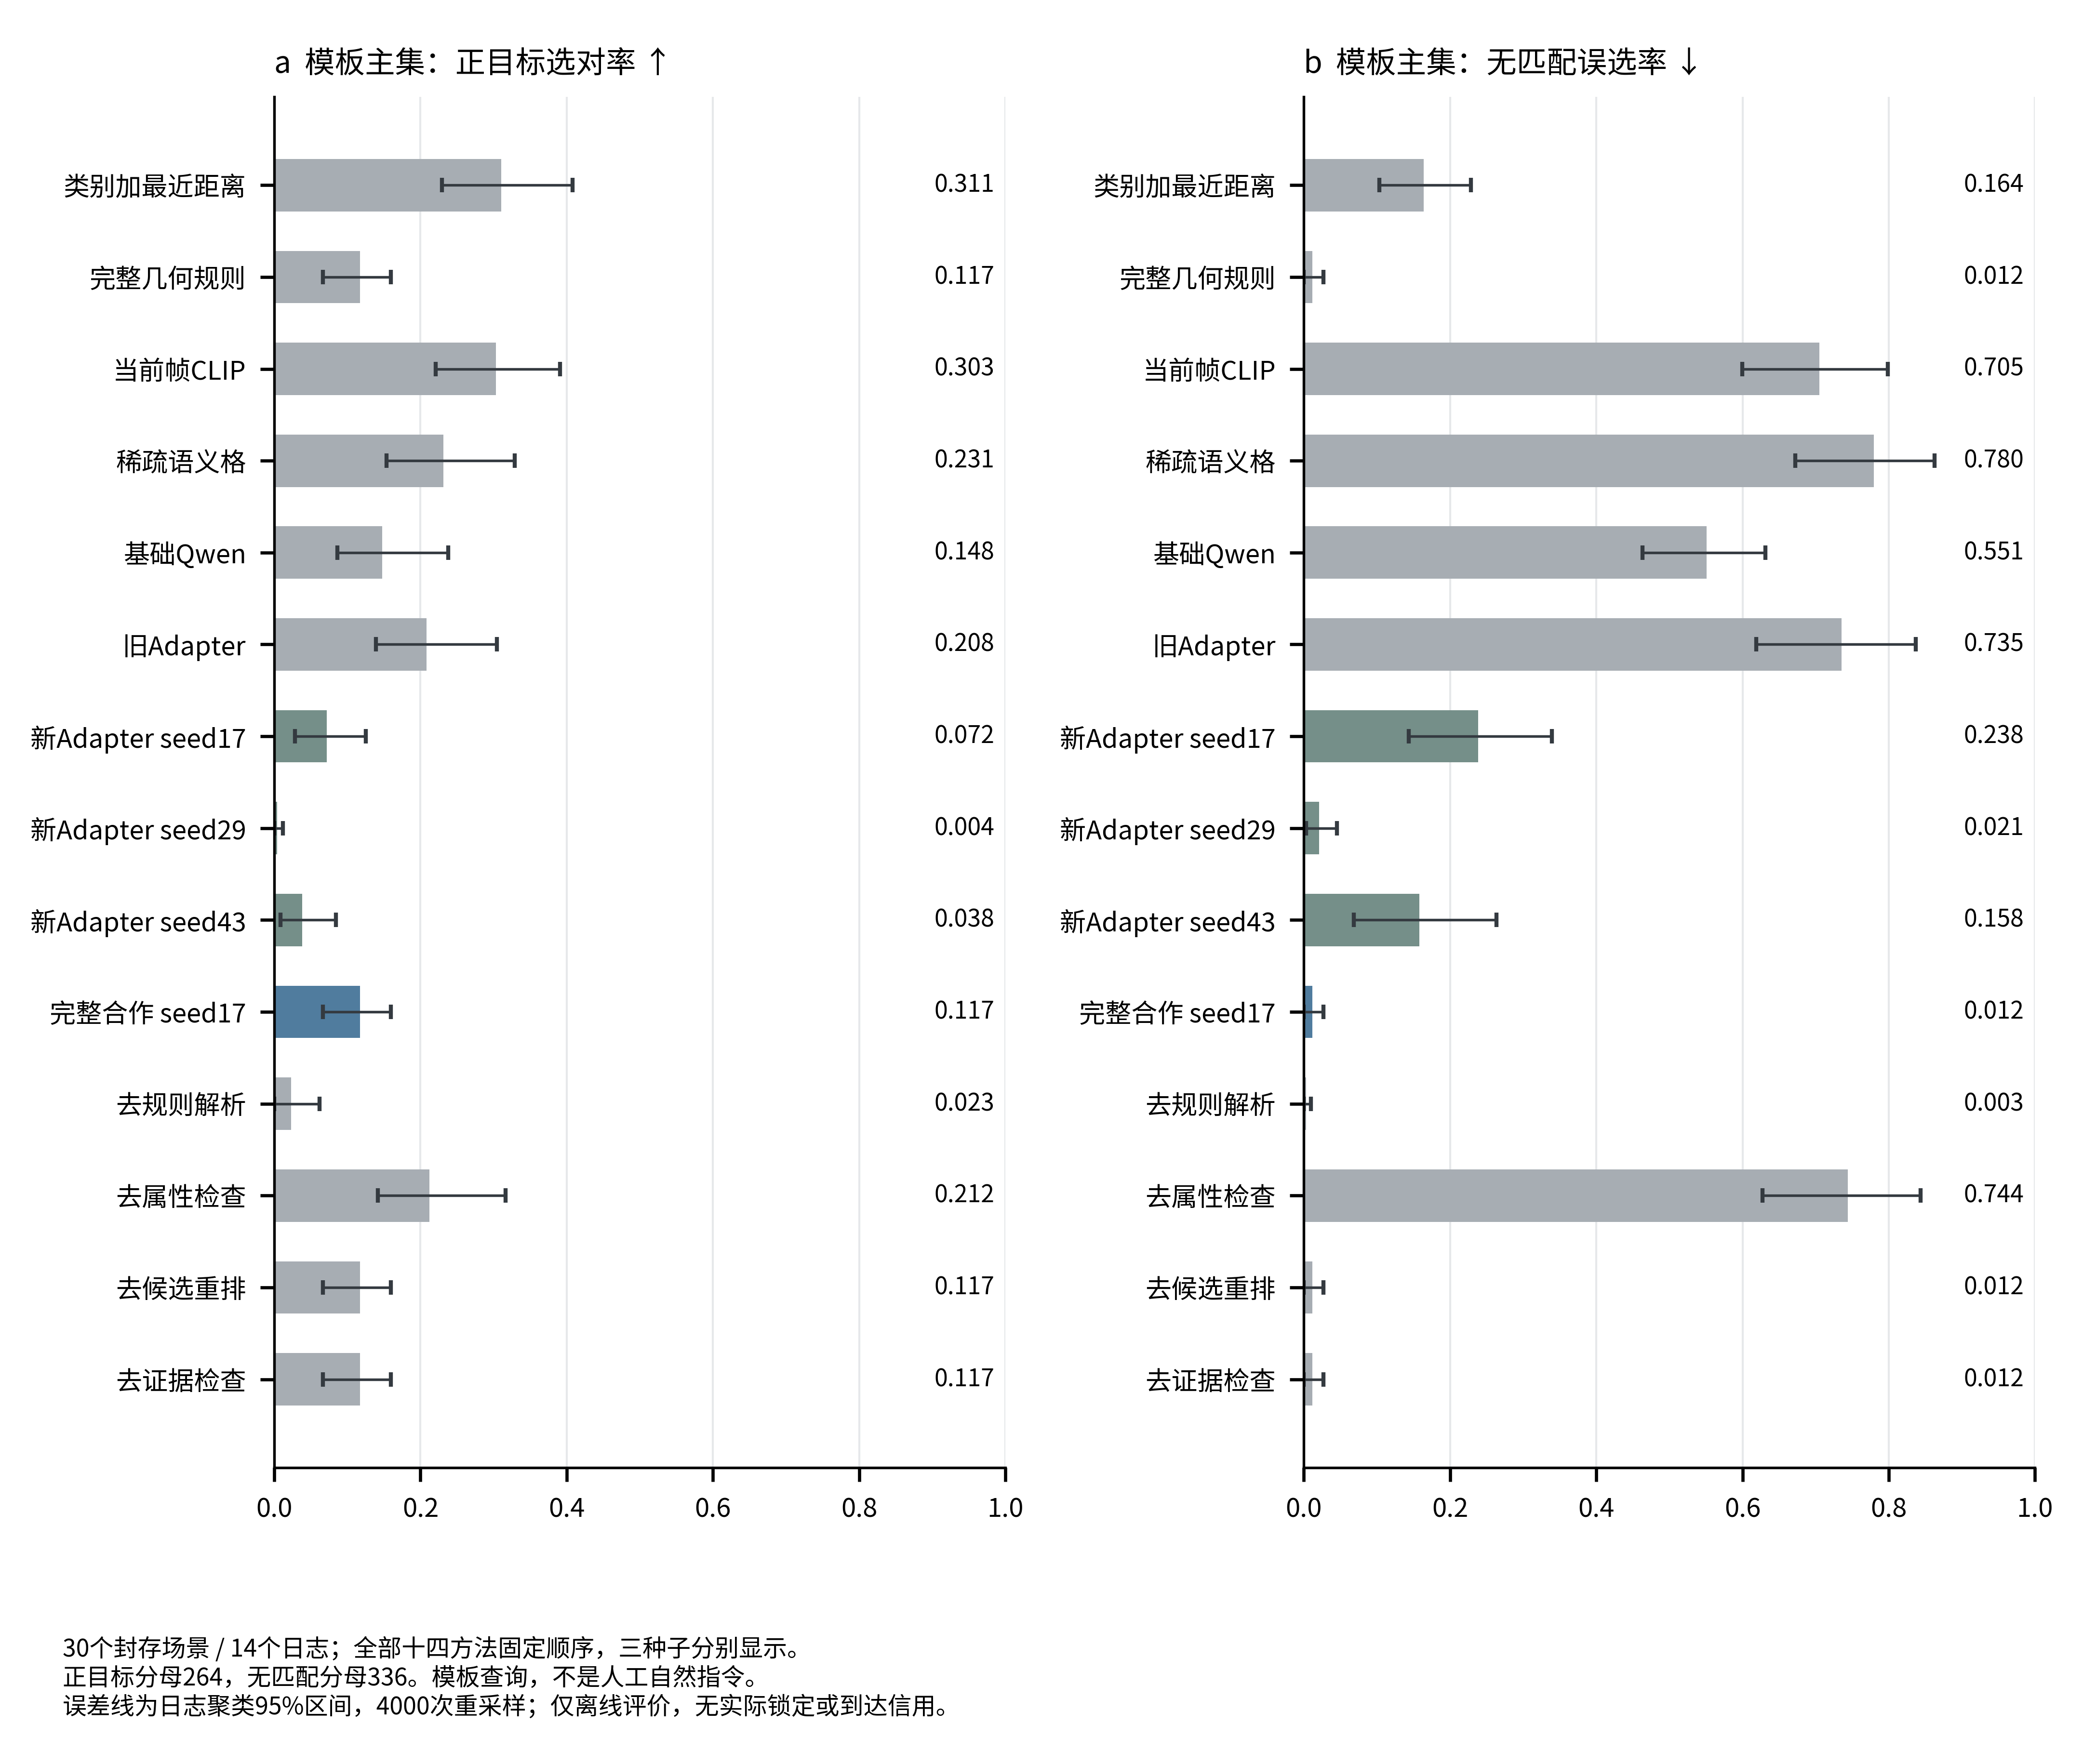 a 模板主集：正目标选对率 ↑
类别加最近距离 0.311
完整几何规则 0.117
当前帧CLIP 0.303
稀疏语义格 0.231
基础Qwen 0.148
旧Adapter 0.208
新Adapter seed17 0.072
新Adapter seed29 0.004
新Adapter seed43 0.038
完整合作 seed17 0.117
去规则解析 0.023
去属性检查 0.212
去候选重排 0.117
去证据检查 0.117
0.0 0.2 0.4 0.6 0.8 1.0
b 模板主集：无匹配误选率 ↓
类别加最近距离 0.164
完整几何规则 0.012
当前帧CLIP 0.705
稀疏语义格 0.780
基础Qwen 0.551
旧Adapter 0.735
新Adapter seed17 0.238
新Adapter seed29 0.021
新Adapter seed43 0.158
完整合作 seed17 0.012
去规则解析 0.003
去属性检查 0.744
去候选重排 0.012
去证据检查 0.012
0.0 0.2 0.4 0.6 0.8 1.0
30个封存场景 / 14个日志；全部十四方法固定顺序，三种子分别显示。
正目标分母264，无匹配分母336。模板查询，不是人工自然指令。
误差线为日志聚类95%区间，4000次重采样；仅离线评价，无实际锁定或到达信用。